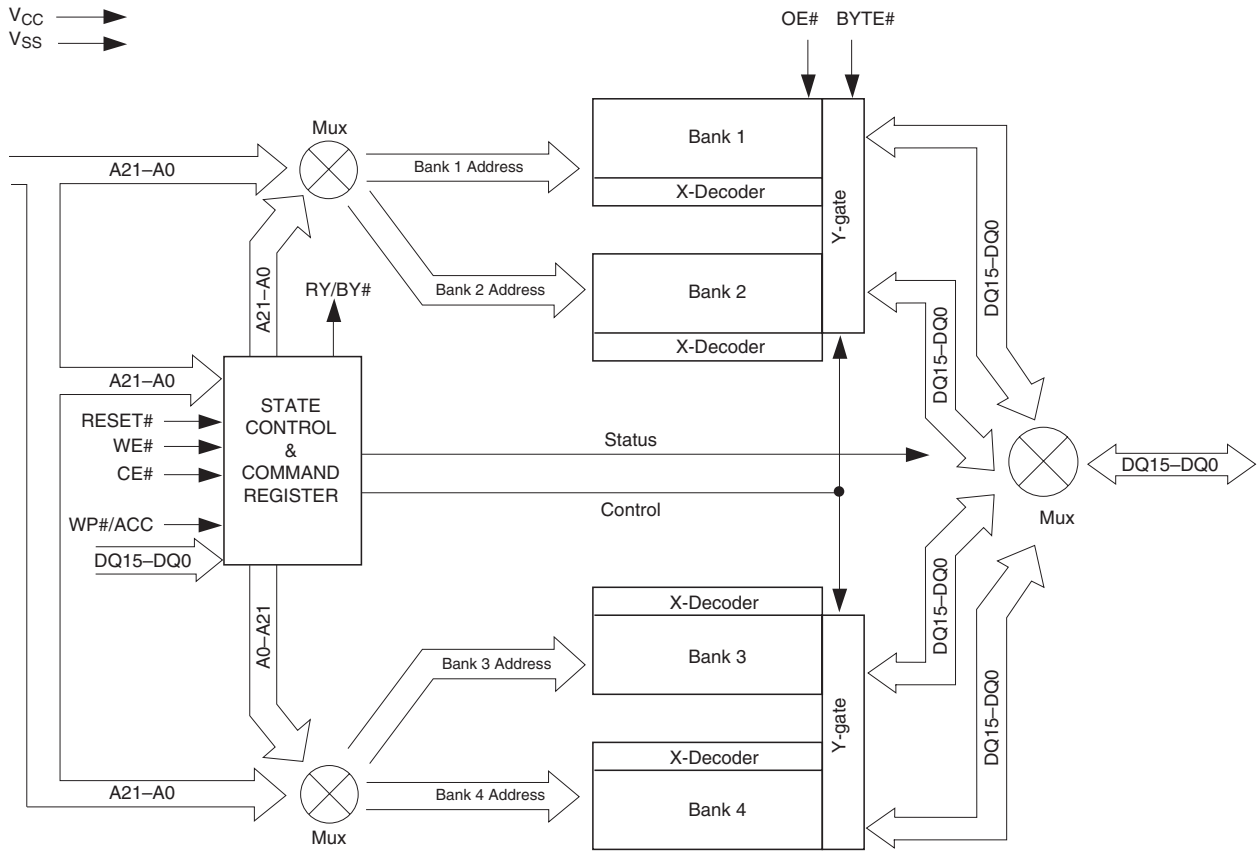 VCC
VSS
OE# BYTE#
Mux
A21–A0
Bank 1 Address
Bank 1
X-Decoder
Y-gate
DQ15–DQ0
A21–A0
RY/BY#
Bank 2 Address
Bank 2
X-Decoder
DQ15–DQ0
A21–A0
RESET#
WE#
CE#
WP#/ACC
DQ15–DQ0
STATE
CONTROL
&
COMMAND
REGISTER
Status
Control
DQ15–DQ0
Mux
A0–A21
Bank 3 Address
X-Decoder
Bank 3
Y-gate
DQ15–DQ0
DQ15–DQ0
A21–A0
Mux
Bank 4 Address
X-Decoder
Bank 4